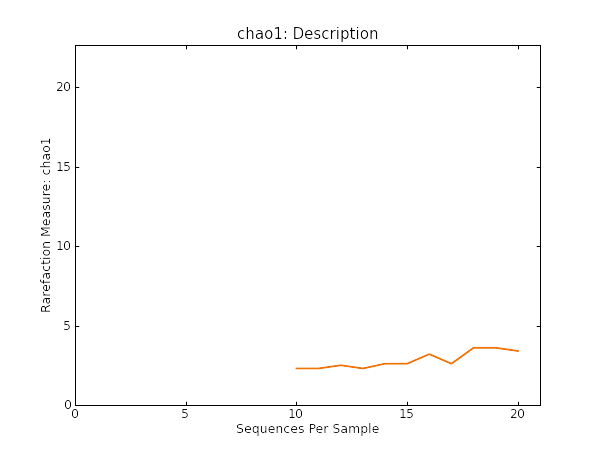 chao1: Description
Rarefaction Measure: chao1
20
15
10
5
0
0 5 10 15 20
Sequences Per Sample